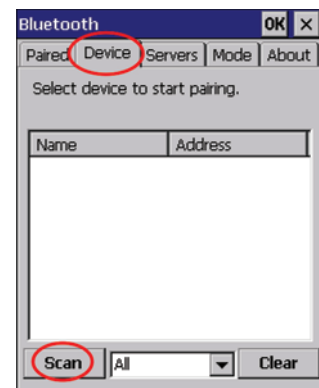 Bluetooth OK ×
Paired Device Servers Mode About
Select device to start pairing.
Name Address
Scan All Clear